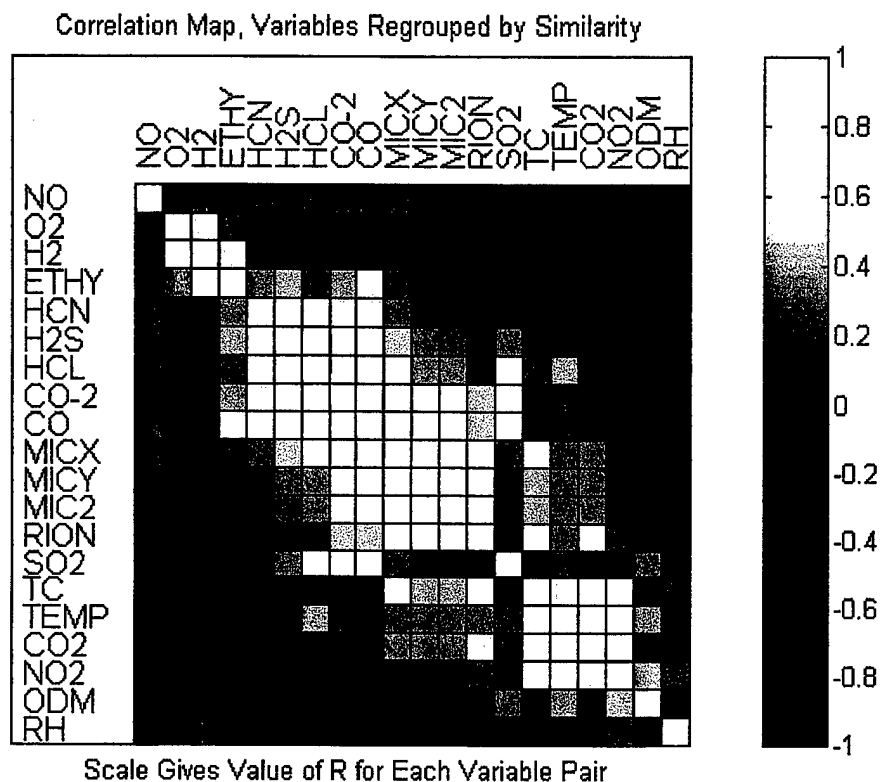 Correlation Map, Variables Regrouped by Similarity
NO O2 H2 ETHY HCN H2S HCL CO-2 CO MICX MICY MIC2 RION SO2 TC TEMP CO2 NO2 ODM RH
NO
O2
H2
ETHY
HCN
H2S
HCL
CO-2
CO
MICX
MICY
MIC2
RION
SO2
TC
TEMP
CO2
NO2
ODM
RH
1
0.8
0.6
0.4
0.2
0
-0.2
-0.4
-0.6
-0.8
-1
Scale Gives Value of R for Each Variable Pair